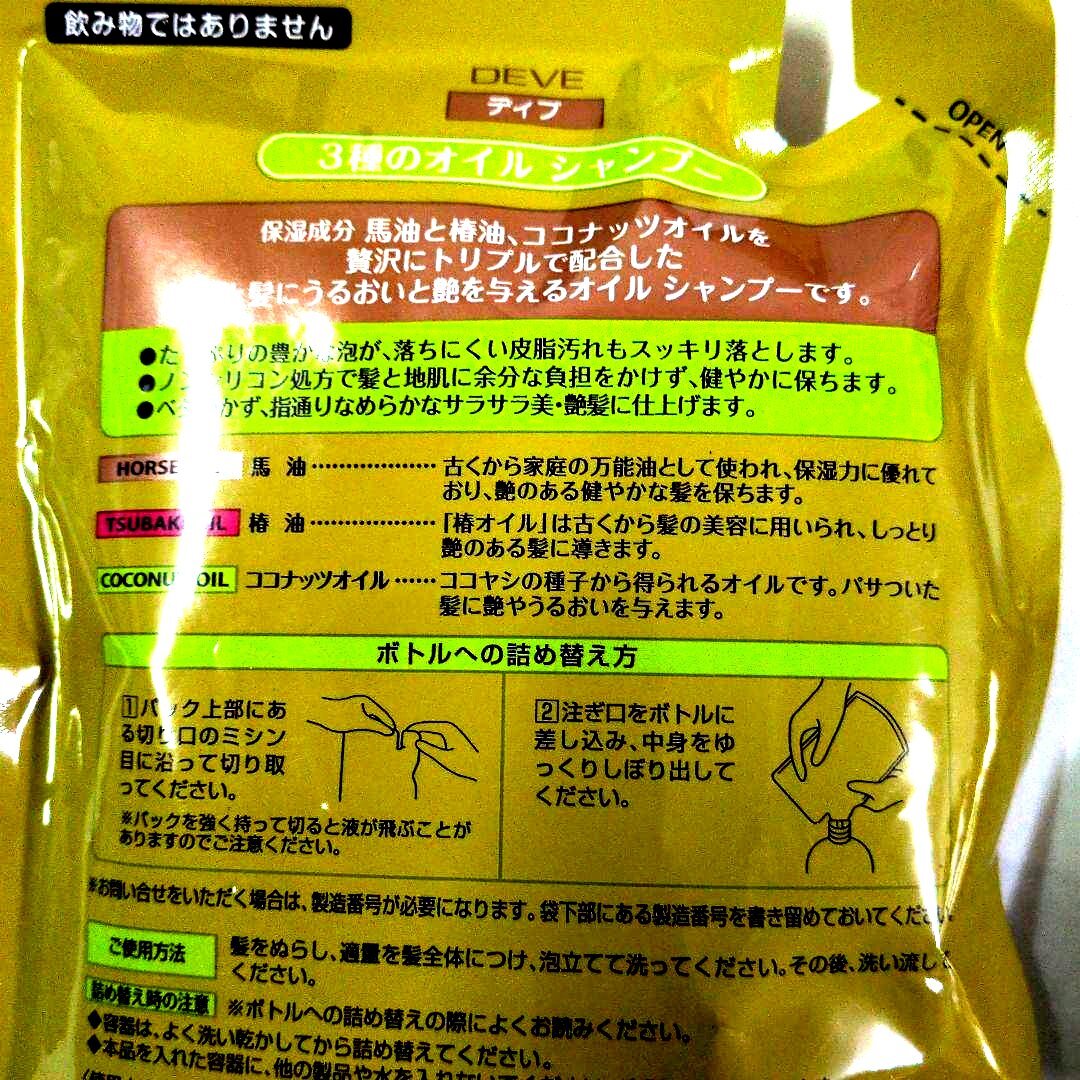 飲み物ではありません
DEVE
ディブ
OPEN
3種のオイル シャンプー
保湿成分 馬油と椿油、ココナッツオイルを
贅沢にトリプルで配合した
髪にうるおいと艶を与えるオイル シャンプーです。
●た ぷりの豊かな泡が、落ちにくい皮脂汚れもスッキリ落とします。
●ノンシリコン処方で髪と地肌に余分な負担をかけず、健やかに保ちます。
●べ かず、指通りなめらかなサラサラ美・艶髪に仕上げます。
HORSE 馬 油 ‥‥‥‥‥‥ 古くから家庭の万能油として使われ、保湿力に優れて
おり、艶のある健やかな髪を保ちます。
TSUBAKI OIL 椿 油 ‥‥‥‥‥‥ 「椿オイル」は古くから髪の美容に用いられ、しっとり
艶のある髪に導きます。
COCONUT OIL ココナッツオイル ‥‥‥ ココヤシの種子から得られるオイルです。パサついた
髪に艶やうるおいを与えます。
ボトルへの詰め替え方
1 パック上部にあ
る切り口のミシン
目に沿って切り取
ってください。
※パックを強く持って切ると液が飛ぶことが
ありますのでご注意ください。
2 注ぎ口をボトルに
差し込み、中身をゆ
っくりしぼり出して
ください。
※お問い合せをいただく場合は、製造番号が必要になります。袋下部にある製造番号を書き留めておいてくださ
ご使用方法 髪をぬらし、適量を髪全体につけ、泡立てて洗ってください。その後、洗い流して
ください。
詰め替え時の注意 ※ボトルへの詰め替えの際によくお読みください。
◆容器は、よく洗い乾かしてから詰め替えてください。
◆本品を入れた容器に、他の製品や水を入れないでくださ